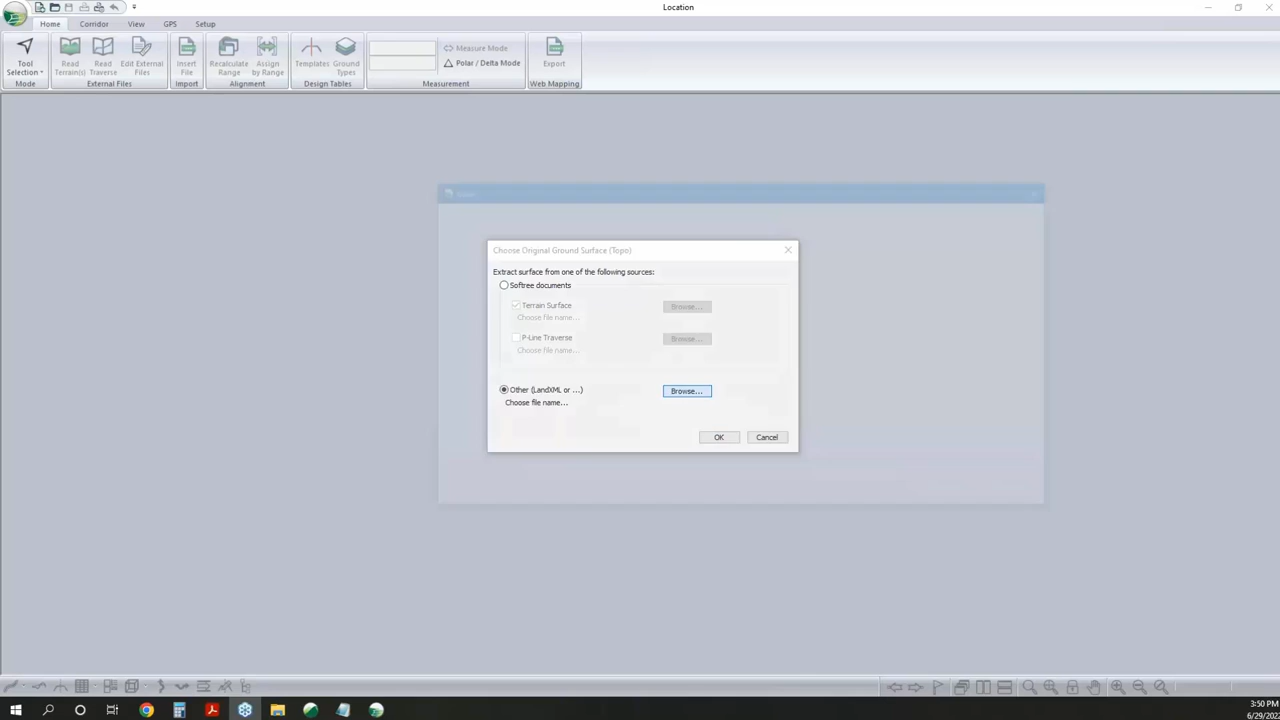 Location
Home Corridor View GPS Setup
Tool Selection
Read Terrain(s)
Read Traverse
Edit External Files
Insert File
Recalculate Range
Assign by Range
Templates
Ground Types
Measure Mode
Polar / Delta Mode
Export
Mode External Files Import Alignment Design Tables Measurement Web Mapping
Choose Original Ground Surface (Topo)
Extract surface from one of the following sources:
Softree documents
Terrain Surface Browse...
Choose file name...
P-Line Traverse Browse...
Choose file name...
Other (LandXML or ...) Browse...
Choose file name...
OK Cancel
3:50 PM